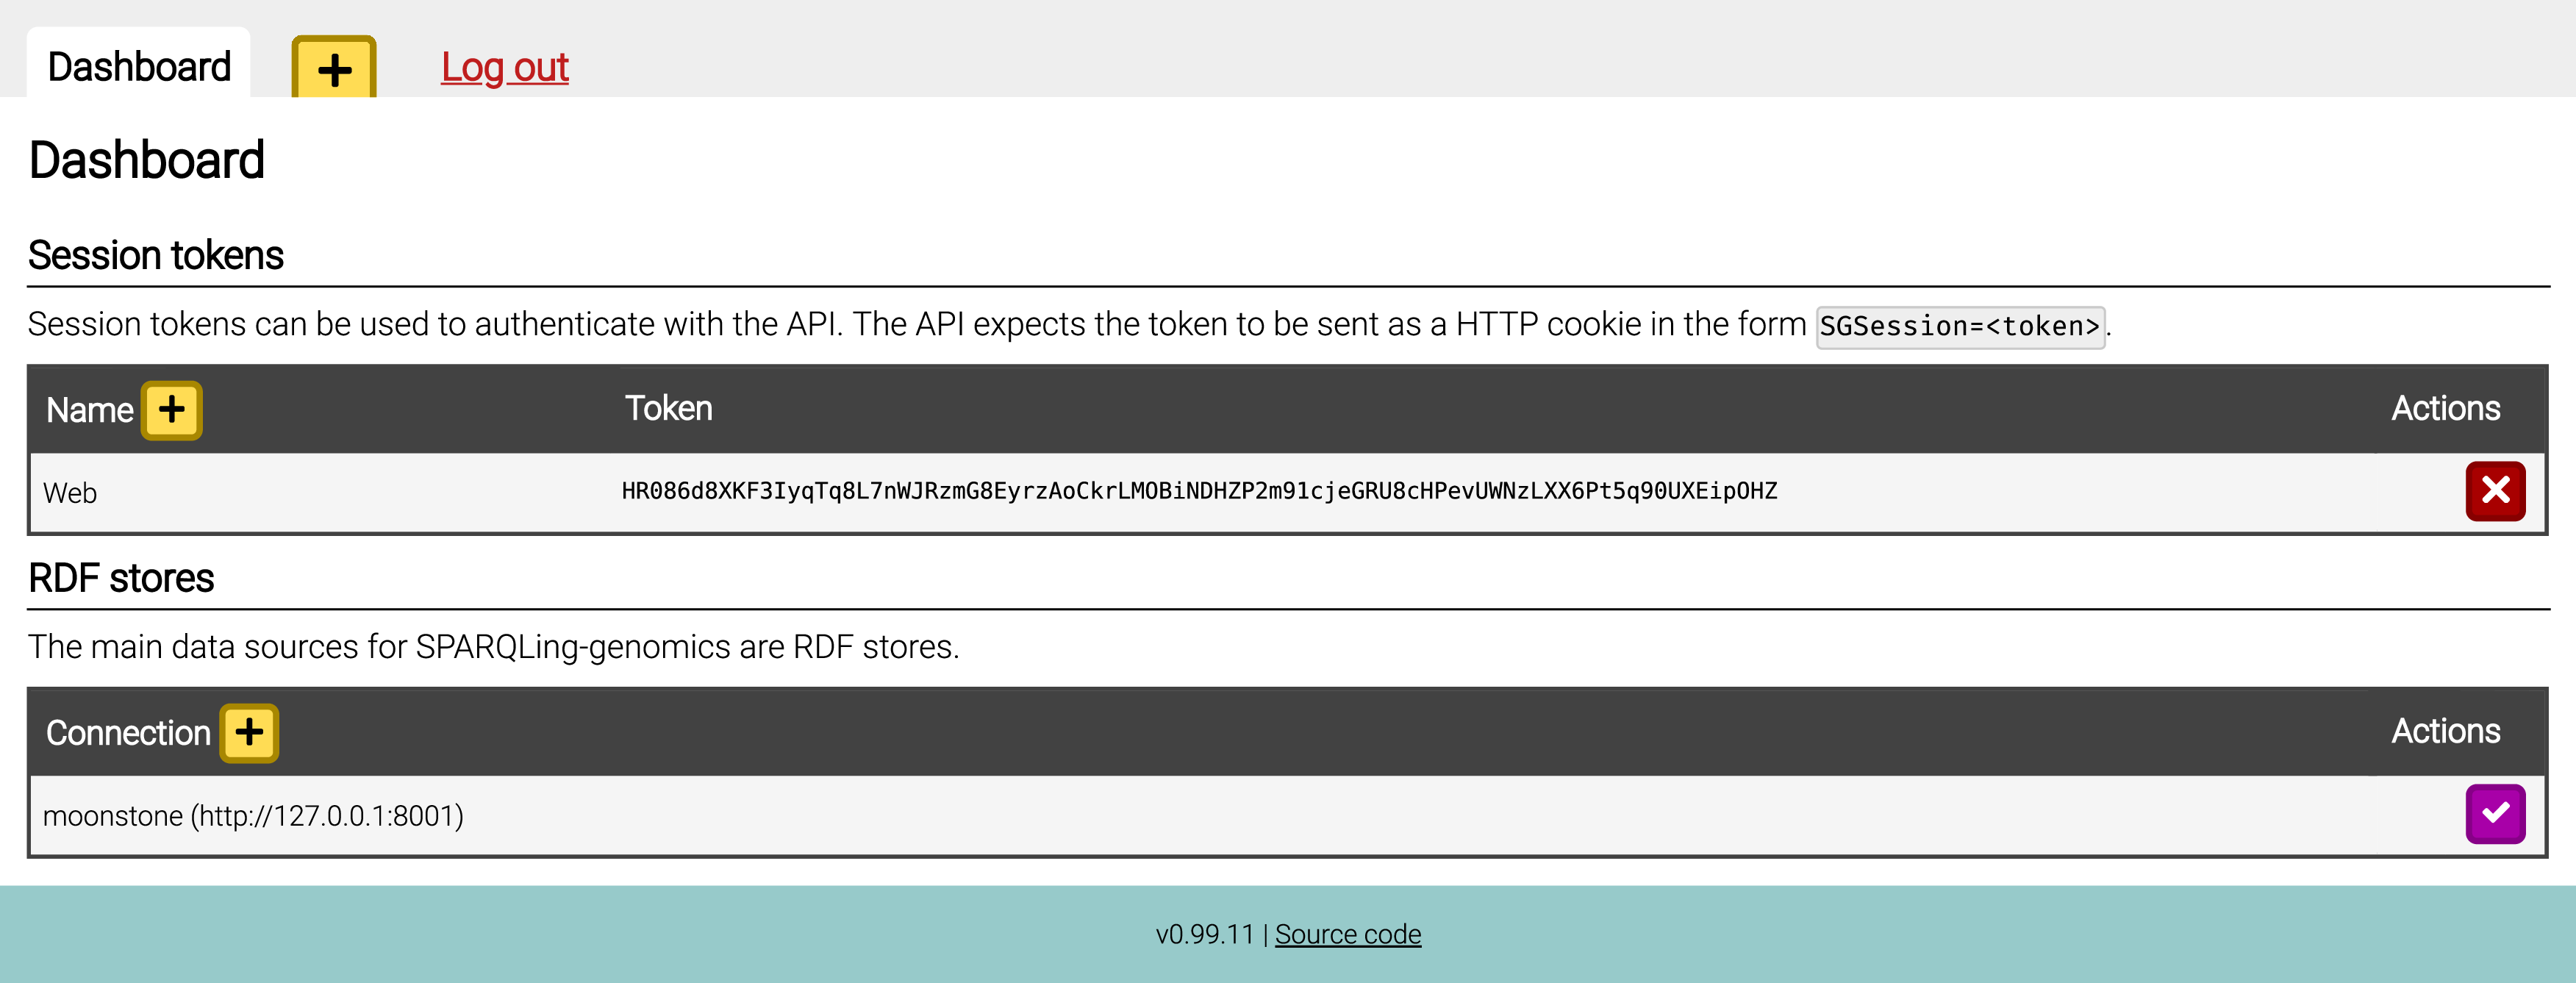 Dashboard + Log out
Dashboard
Session tokens
Session tokens can be used to authenticate with the API. The API expects the token to be sent as a HTTP cookie in the form SGSession=<token>.
Name + Token Actions
Web HR086d8XKF3IyqTq8L7nWJRzmG8EyrzAoCkrLMOBiNDHZP2m91cjeGRU8cHPevUWNzLXX6Pt5q90UXEipOHZ
RDF stores
The main data sources for SPARQLing-genomics are RDF stores.
Connection + Actions
moonstone (http://127.0.0.1:8001)
v0.99.11 | Source code